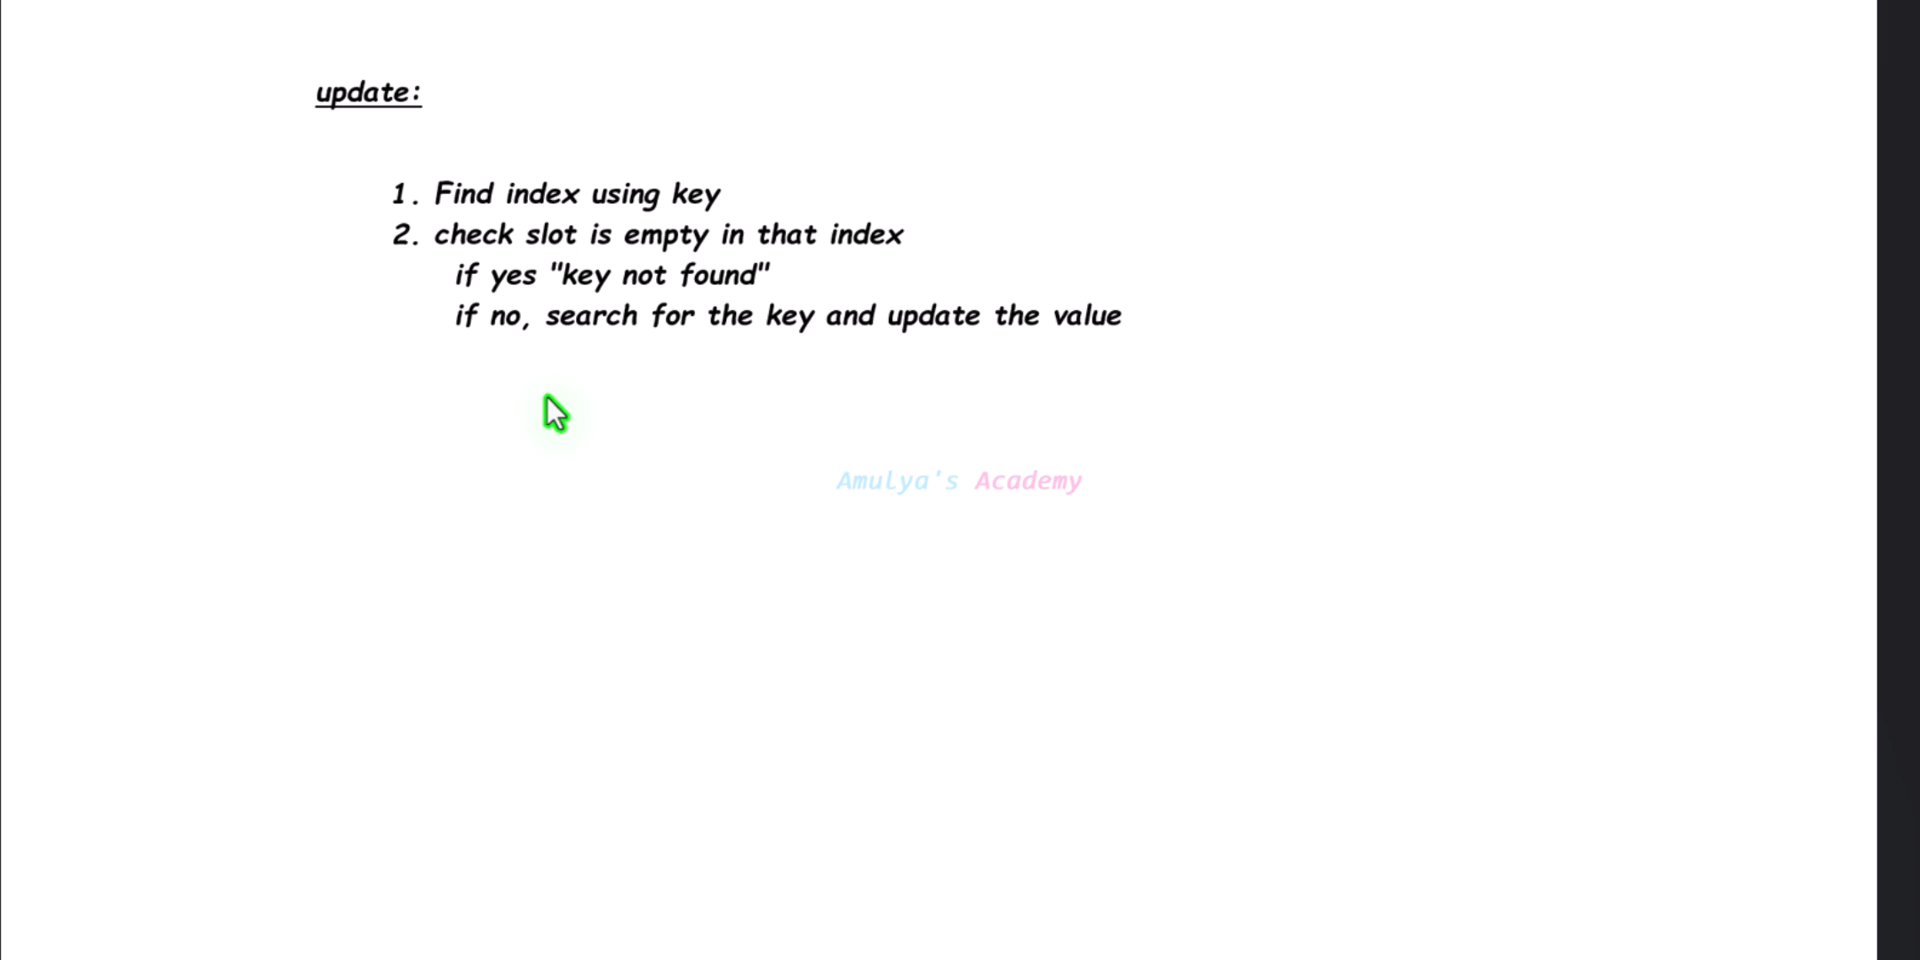 update:
1. Find index using key
2. check slot is empty in that index
if yes "key not found"
if no, search for the key and update the value
Amulya's Academy